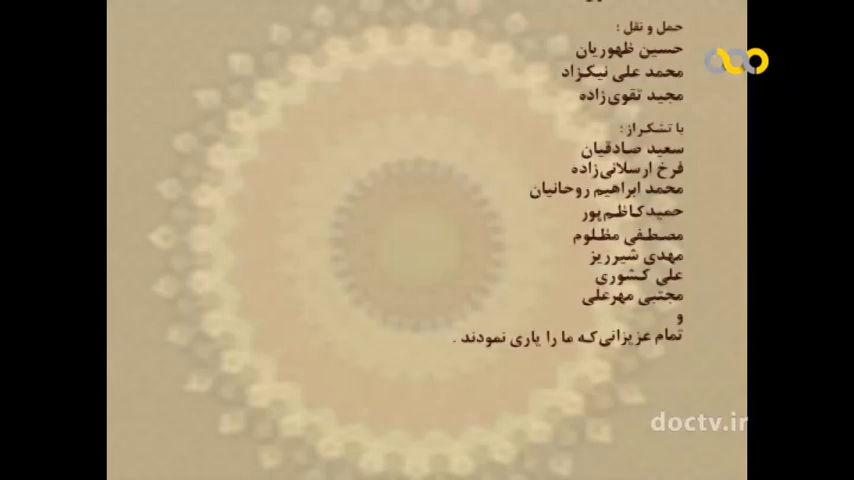 حمل و نقل :
حسین ظهوریان
محمد علی نیکزاد
مجید تقوی‌زاده
با تشکر از :
سعید صادقیان
فرخ ارسلانی‌زاده
محمد ابراهیم روحانیان
حمید کاظم‌پور
مصطفی مظلوم
مهدی شیرریز
علی کشوری
مجتبی مهرعلی
و
تمام عزیزانی که ما را یاری نمودند .
doctv.ir